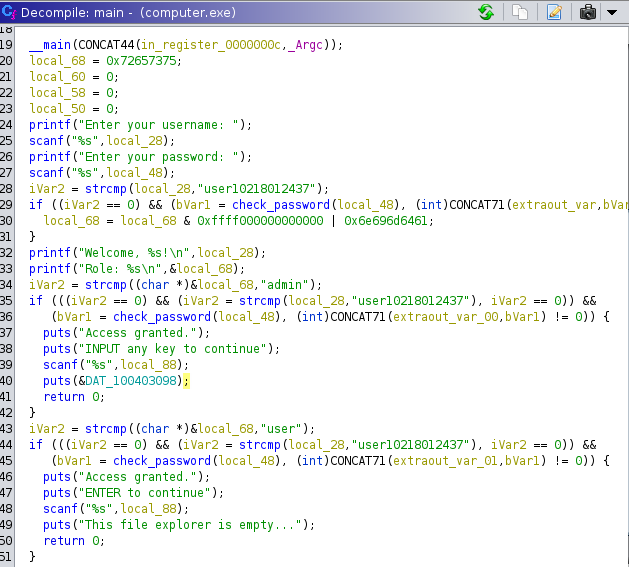 Decompile: main - (computer.exe)
18
19 __main(CONCAT44(in_register_0000000c,_Argc));
20 local_68 = 0x72657375;
21 local_60 = 0;
22 local_58 = 0;
23 local_50 = 0;
24 printf("Enter your username: ");
25 scanf("%s",local_28);
26 printf("Enter your password: ");
27 scanf("%s",local_48);
28 iVar2 = strcmp(local_28,"user10218012437");
29 if ((iVar2 == 0) && (bVar1 = check_password(local_48), (int)CONCAT71(extraout_var,bVar
30 local_68 = local_68 & 0xffff000000000000 | 0x6e696d6461;
31 }
32 printf("Welcome, %s!\n",local_28);
33 printf("Role: %s\n",&local_68);
34 iVar2 = strcmp((char *)&local_68,"admin");
35 if (((iVar2 == 0) && (iVar2 = strcmp(local_28,"user10218012437"), iVar2 == 0)) &&
36 (bVar1 = check_password(local_48), (int)CONCAT71(extraout_var_00,bVar1) != 0)) {
37 puts("Access granted.");
38 puts("INPUT any key to continue");
39 scanf("%s",local_88);
40 puts(&DAT_100403098);
41 return 0;
42 }
43 iVar2 = strcmp((char *)&local_68,"user");
44 if (((iVar2 == 0) && (iVar2 = strcmp(local_28,"user10218012437"), iVar2 == 0)) &&
45 (bVar1 = check_password(local_48), (int)CONCAT71(extraout_var_01,bVar1) != 0)) {
46 puts("Access granted.");
47 puts("ENTER to continue");
48 scanf("%s",local_88);
49 puts("This file explorer is empty...");
50 return 0;
51 }